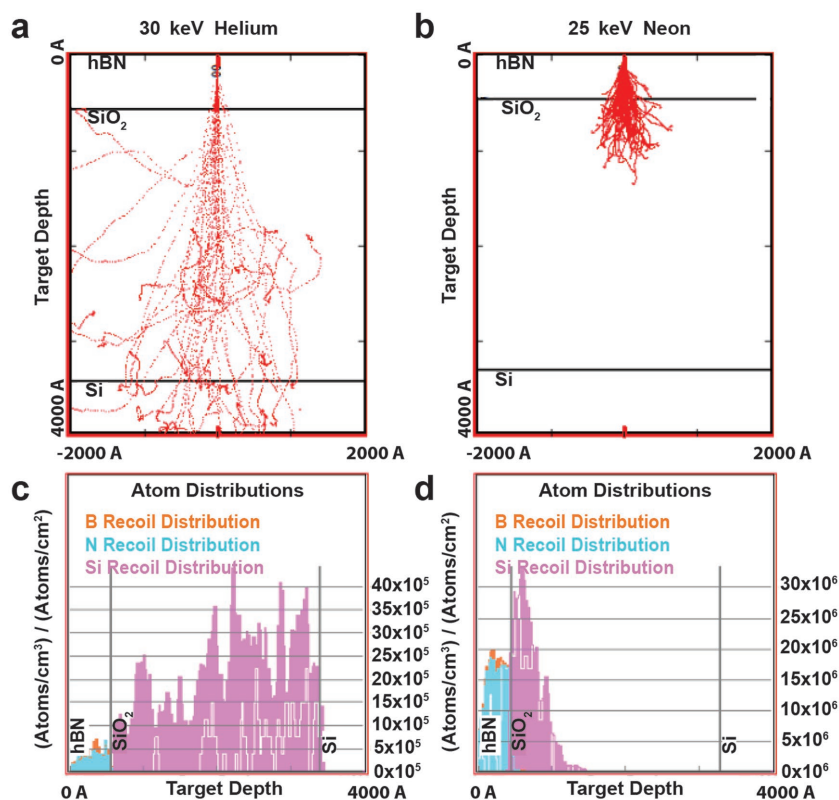 a
30 keV Helium
0 A
hBN
SiO2
Target Depth
Si
4000 A
-2000 A
2000 A
b
25 keV Neon
0 A
hBN
SiO2
Target Depth
Si
4000 A
-2000 A
2000 A
c
Atom Distributions
B Recoil Distribution
N Recoil Distribution
Si Recoil Distribution
(Atoms/cm3) / (Atoms/cm2)
40x10^5
35x10^5
30x10^5
25x10^5
20x10^5
15x10^5
10x10^5
5x10^5
0x10^5
hBN
SiO2
Si
0 A
Target Depth
4000 A
d
Atom Distributions
B Recoil Distribution
N Recoil Distribution
Si Recoil Distribution
(Atoms/cm3) / (Atoms/cm2)
30x10^6
25x10^6
20x10^6
15x10^6
10x10^6
5x10^6
0x10^6
hBN
SiO2
Si
0 A
Target Depth
4000 A